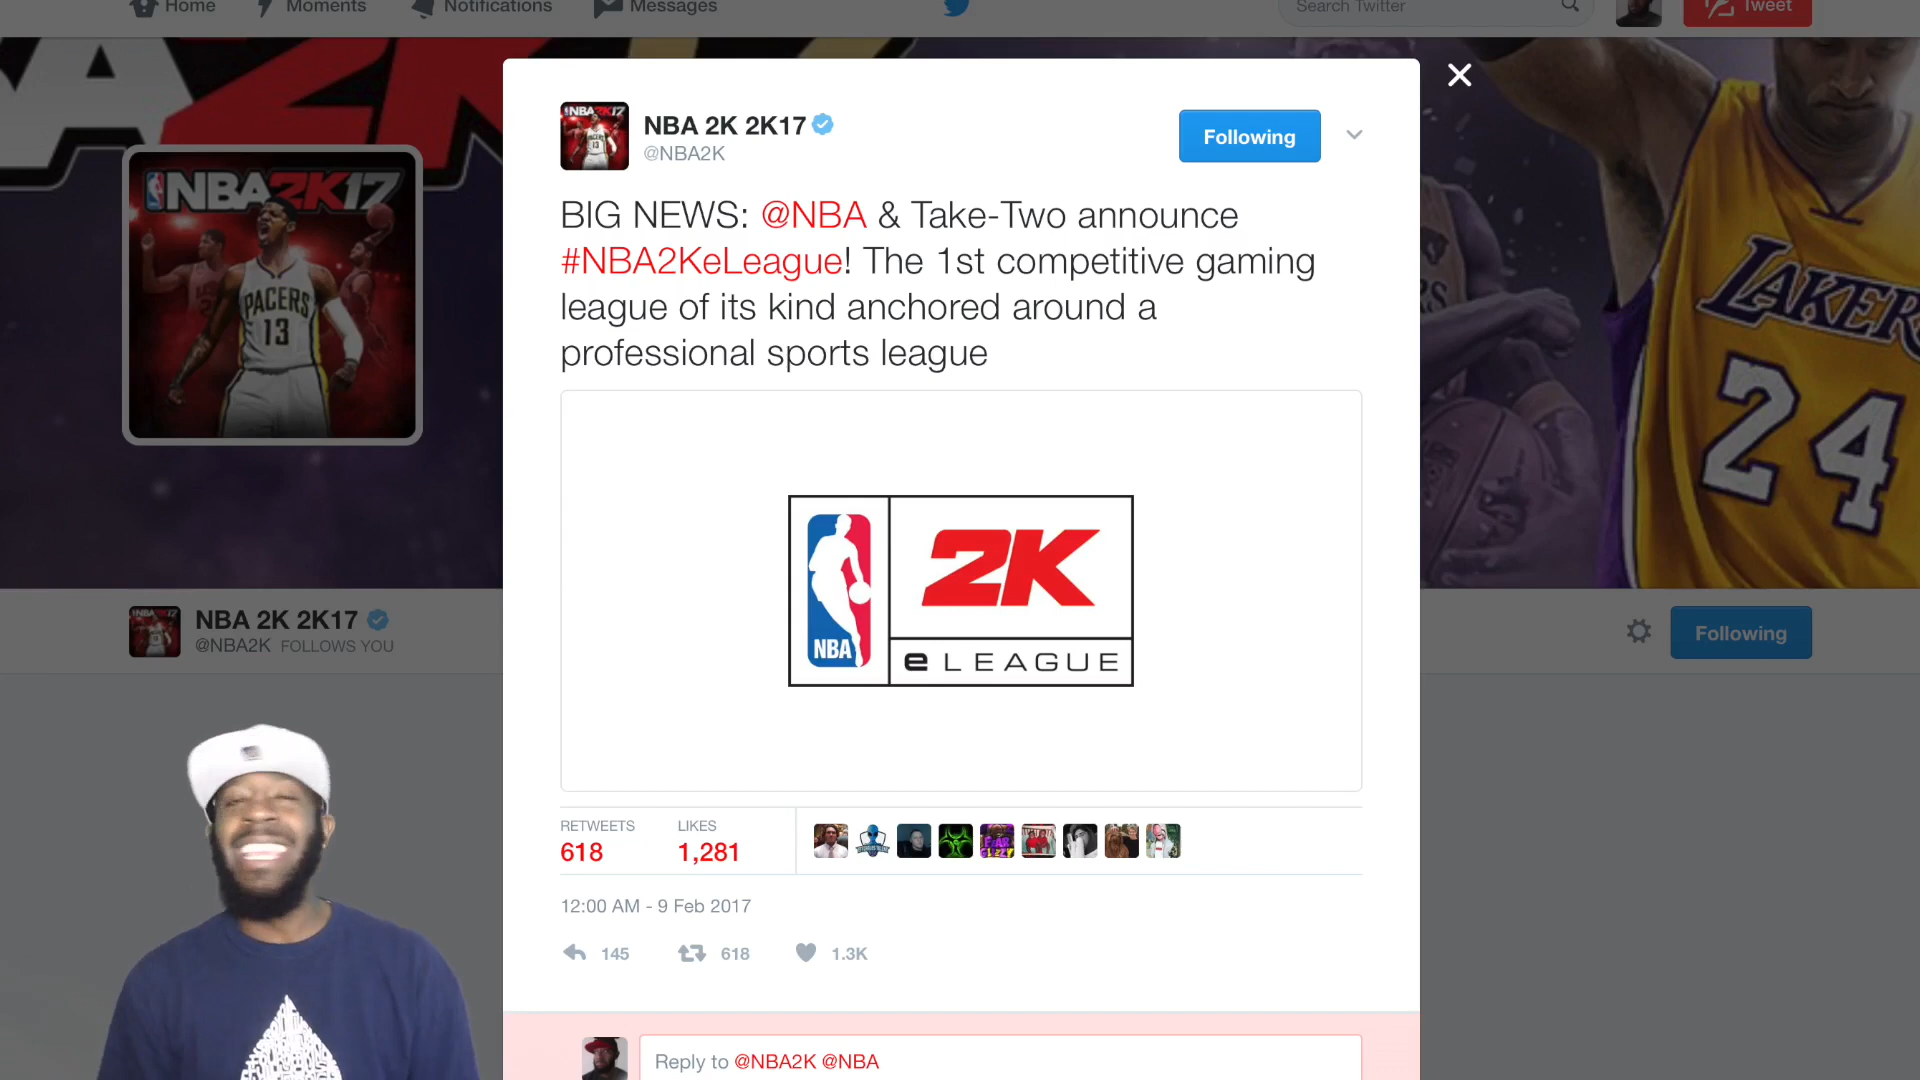 Home
Moments
Notifications
Messages
Search Twitter
Tweet
NBA 2K17
PACERS
13
LAKERS
24
NBA 2K 2K17
@NBA2K FOLLOWS YOU
Following
NBA2K17
NBA 2K 2K17
@NBA2K
Following
BIG NEWS: @NBA & Take-Two announce
#NBA2KeLeague! The 1st competitive gaming
league of its kind anchored around a
professional sports league
NBA
2K
e LEAGUE
RETWEETS
618
LIKES
1,281
12:00 AM - 9 Feb 2017
145
618
1.3K
Reply to @NBA2K @NBA